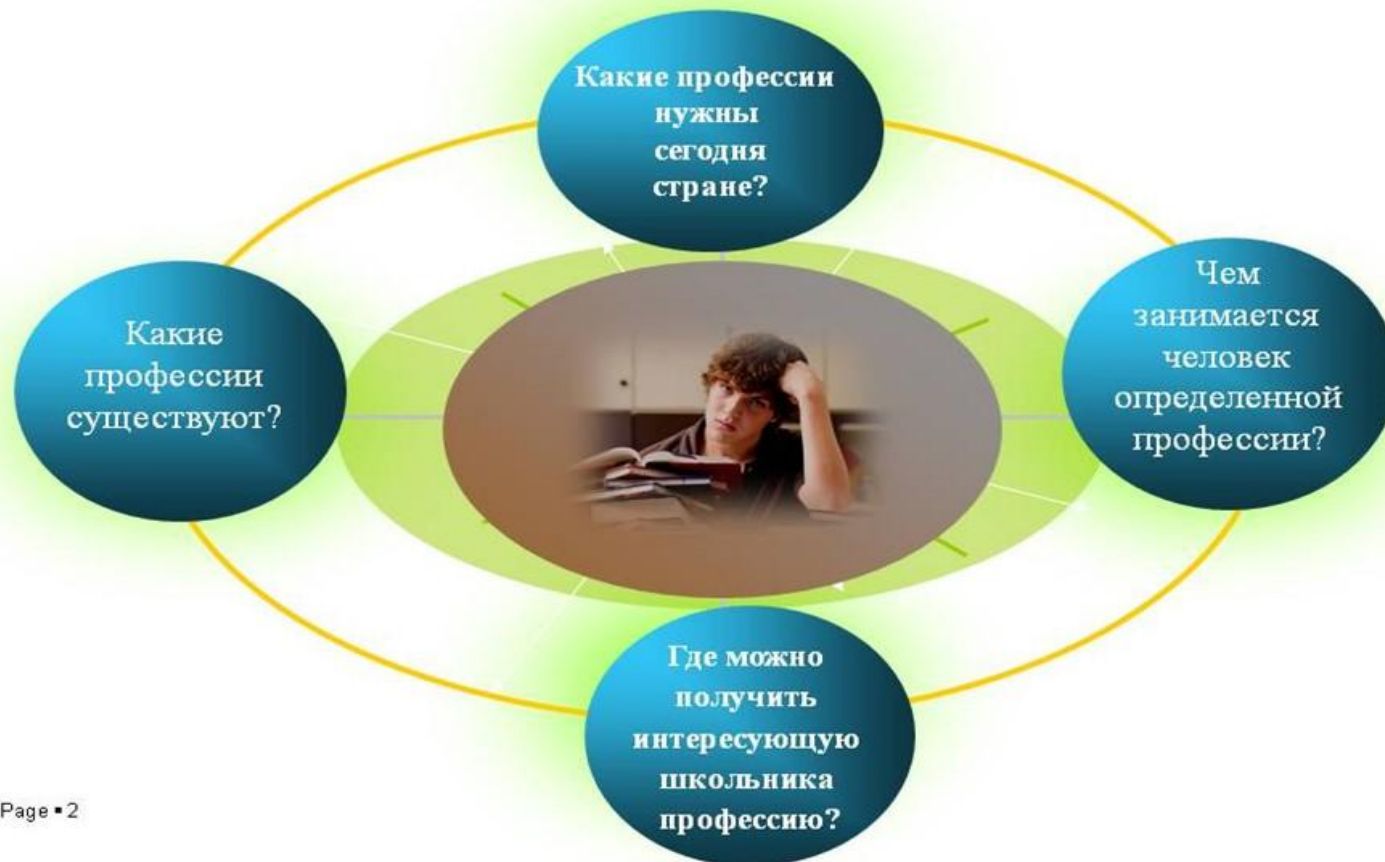 Какие профессии
нужны
сегодня
стране?
Какие
профессии
существуют?
Чем
занимается
человек
определенной
профессии?
Где можно
получить
интересующую
школьника
профессию?
Page ▪ 2